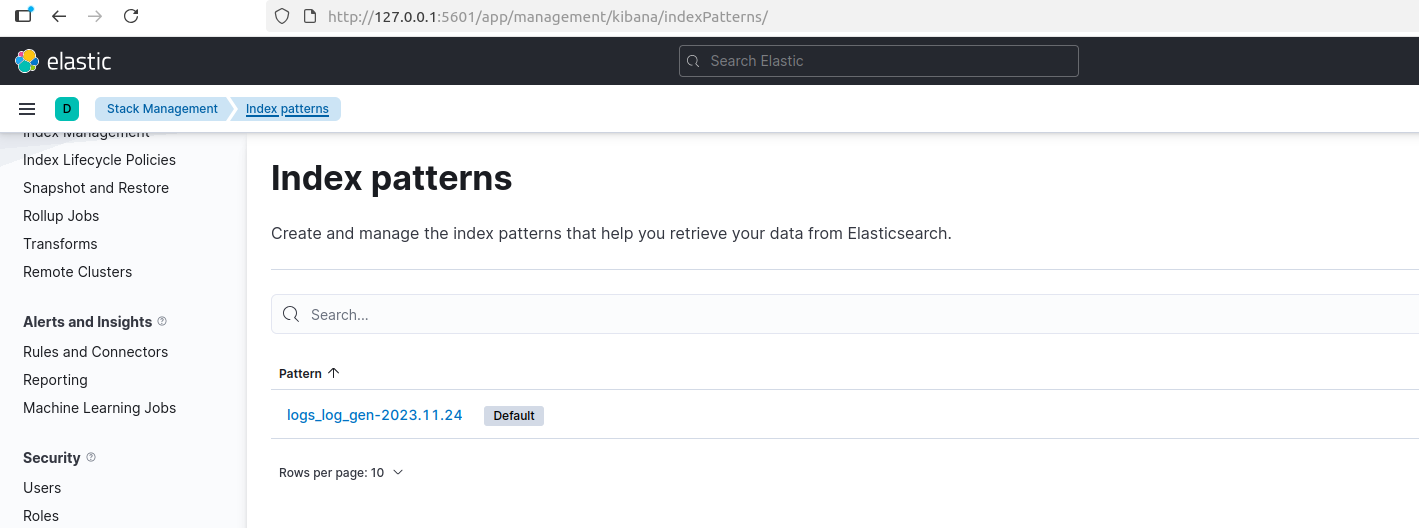 http://127.0.0.1:5601/app/management/kibana/indexPatterns/
elastic
Search Elastic
D
Stack Management
Index patterns
Index Management
Index Lifecycle Policies
Snapshot and Restore
Rollup Jobs
Transforms
Remote Clusters
Alerts and Insights
Rules and Connectors
Reporting
Machine Learning Jobs
Security
Users
Roles
Index patterns
Create and manage the index patterns that help you retrieve your data from Elasticsearch.
Search...
Pattern
logs_log_gen-2023.11.24 Default
Rows per page: 10